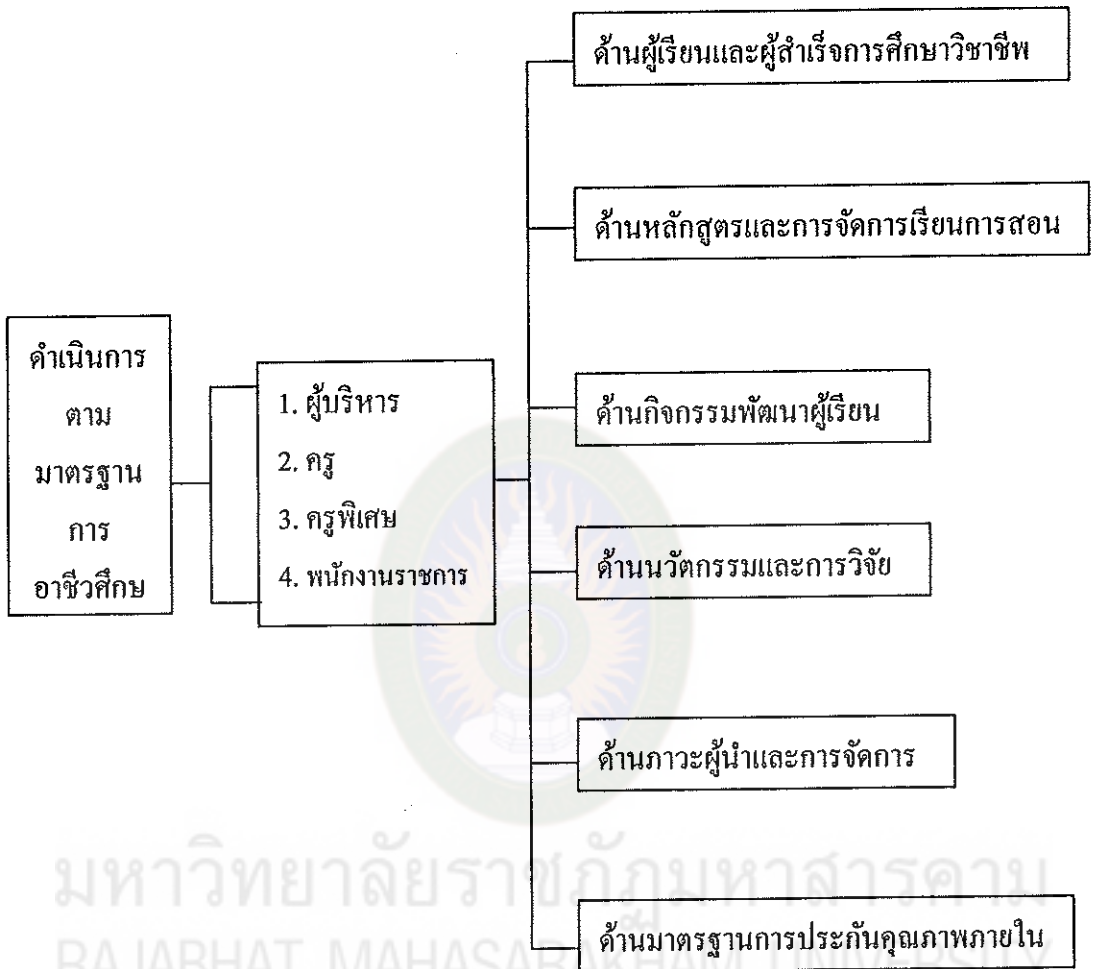 ด้านผู้เรียนและผู้สำเร็จการศึกษาวิชาชีพ
ด้านหลักสูตรและการจัดการเรียนการสอน
ดำเนินการ
ตาม
มาตรฐาน
การ
อาชีวศึกษ
1. ผู้บริหาร
2. ครู
3. ครูพิเศษ
4. พนักงานราชการ
ด้านกิจกรรมพัฒนาผู้เรียน
ด้านนวัตกรรมและการวิจัย
ด้านภาวะผู้นำและการจัดการ
ด้านมาตรฐานการประกันคุณภาพภายใน
มหาวิทยาลัยราชภัฏมหาสารคาม
RAJABHAT MAHASARAKHAM UNIVERSITY